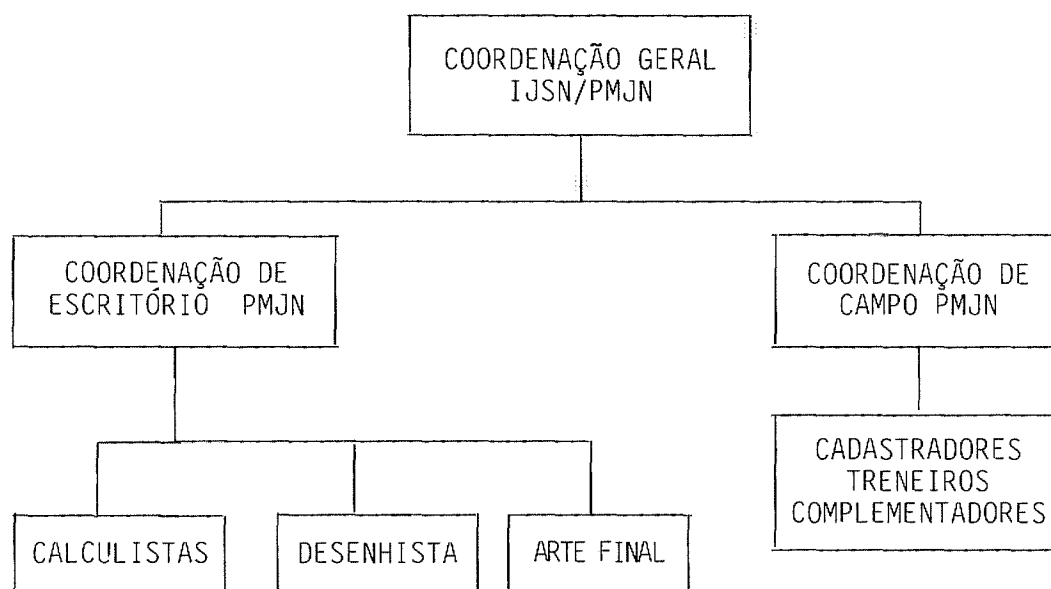 COORDENAÇÃO GERAL
IJSN/PMJN
COORDENAÇÃO DE
ESCRITÓRIO PMJN
COORDENAÇÃO DE
CAMPO PMJN
CADASTRADORES
TRENEIROS
COMPLEMENTADORES
CALCULISTAS
DESENHISTA
ARTE FINAL